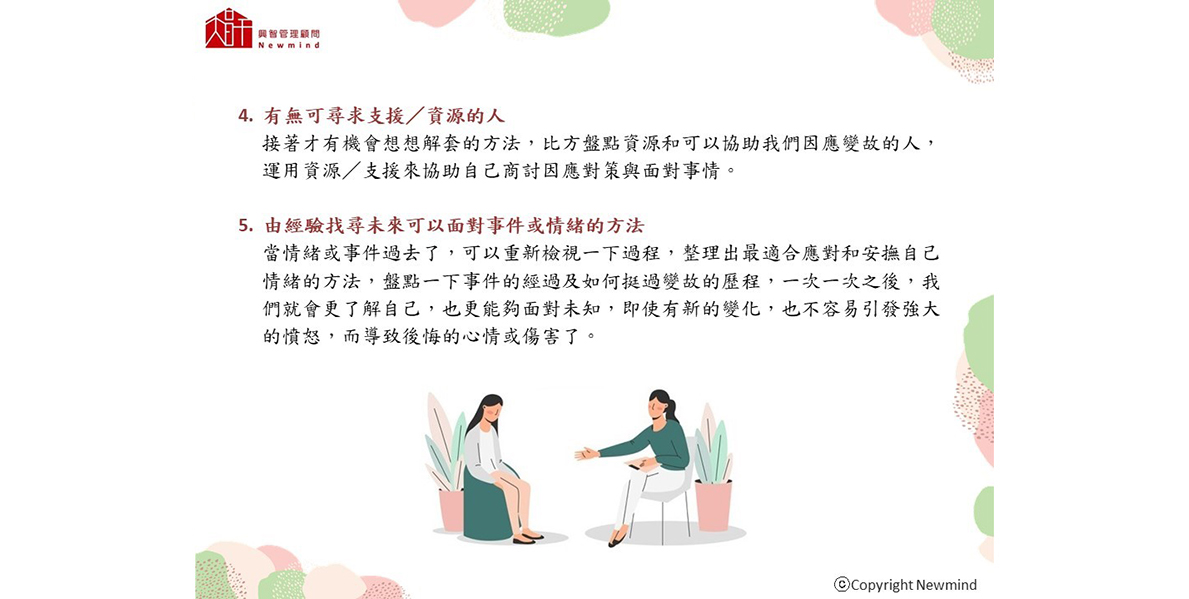 興智管理顧問
Newmind
4. 有無可尋求支援／資源的人
接著才有機會想想解套的方法，比方盤點資源和可以協助我們因應變故的人，
運用資源／支援來協助自己商討因應對策與面對事情。
5. 由經驗找尋未來可以面對事件或情緒的方法
當情緒或事件過去了，可以重新檢視一下過程，整理出最適合應對和安撫自己
情緒的方法，盤點一下事件的經過及如何挺過變故的歷程，一次一次之後，我
們就會更了解自己，也更能夠面對未知，即使有新的變化，也不容易引發強大
的憤怒，而導致後悔的心情或傷害了。
©Copyright Newmind